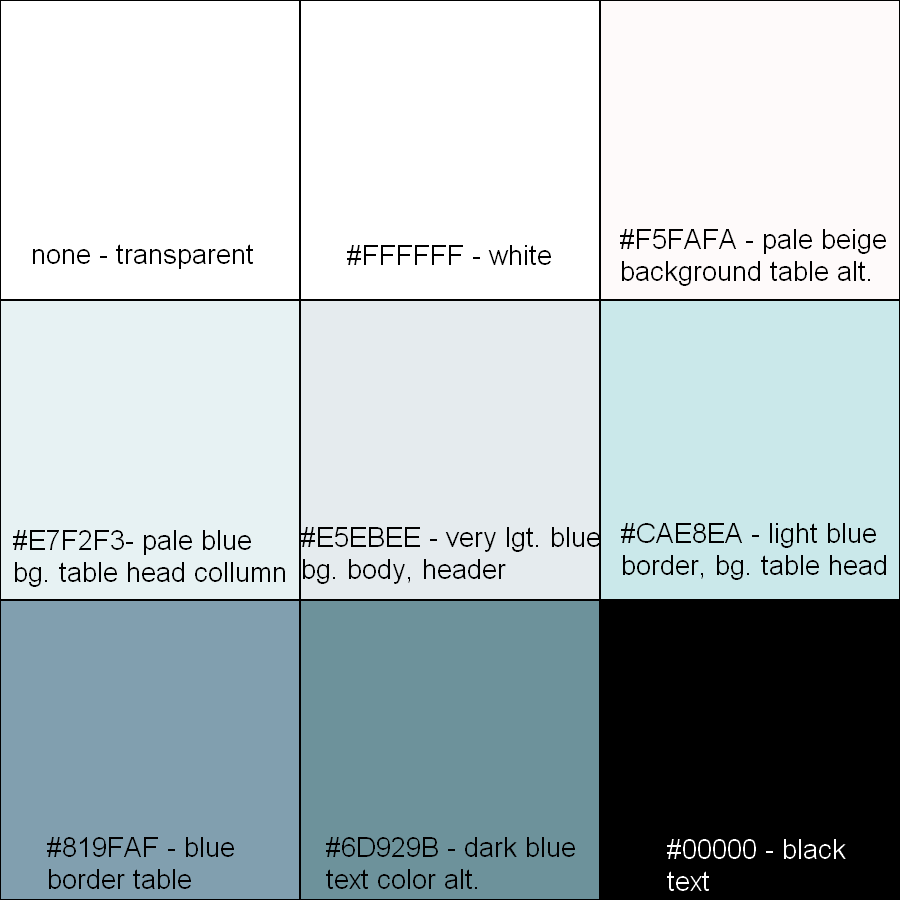 none - transparent
#FFFFFF - white
#F5FAFA - pale beige
background table alt.
#E7F2F3- pale blue
bg. table head collumn
#E5EBEE - very lgt. blue
bg. body, header
#CAE8EA - light blue
border, bg. table head
#819FAF - blue
border table
#6D929B - dark blue
text color alt.
#00000 - black
text